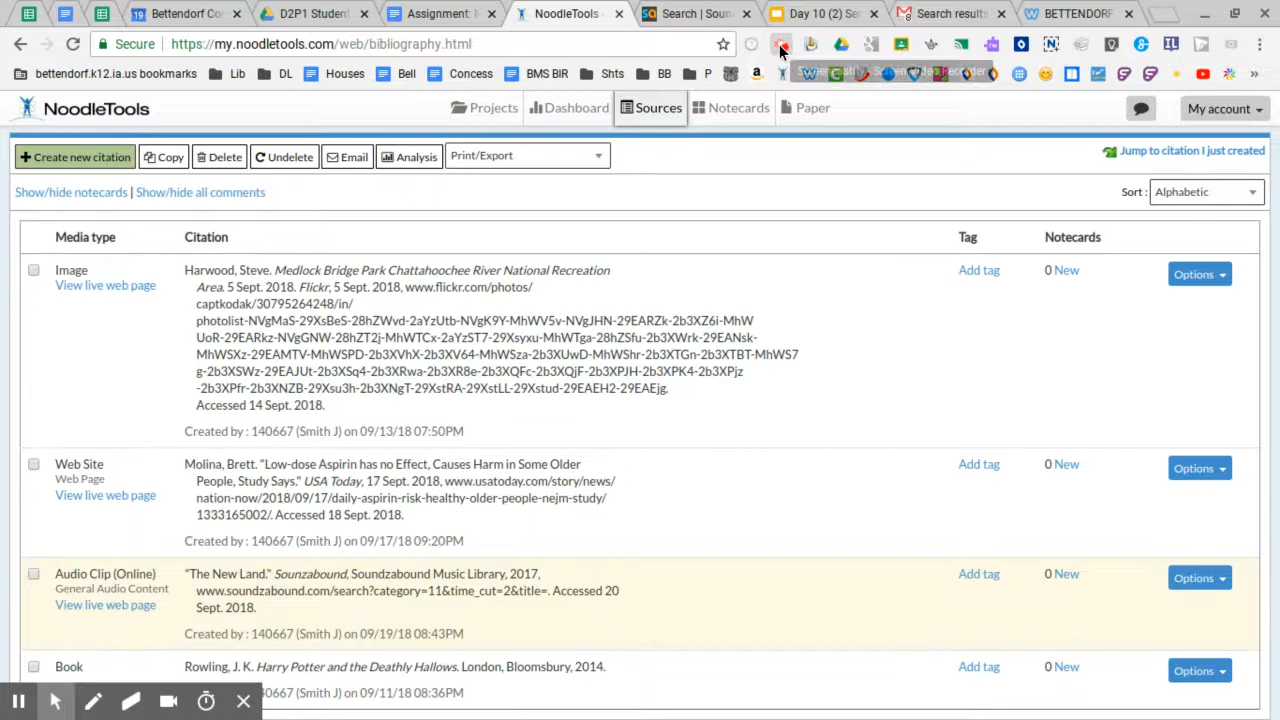 Bettendorf Co
D2P1 Student
Assignment: N
NoodleTools -
Search | Soun
Day 10 (2) Se
Search results
BETTENDORF
Secure https://my.noodletools.com/web/bibliography.html
bettendorf.k12.ia.us bookmarks Lib DL Houses Bell Concess BMS BIR Shts BB P
NoodleTools
Projects Dashboard Sources Notecards Paper My account
Create new citation Copy Delete Undelete Email Analysis Print/Export
Jump to citation I just created
Show/hide notecards | Show/hide all comments
Sort : Alphabetic
Media type Citation Tag Notecards
Image
View live web page
Harwood, Steve. Medlock Bridge Park Chattahoochee River National Recreation
Area. 5 Sept. 2018. Flickr, 5 Sept. 2018, www.flickr.com/photos/
captkodak/30795264248/in/
photolist-NVgMaS-29XsBeS-28hZWvd-2aYzUtb-NVgK9Y-MhWV5v-NVgJHN-29EARZk-2b3XZ6i-MhW
UoR-29EARkz-NVgGNW-28hZT2j-MhWTCx-2aYzST7-29Xsyxu-MhWTga-28hZSfu-2b3XWrk-29EANsk-
MhWSXz-29EAMTV-MhWSPD-2b3XVhX-2b3XV64-MhWSza-2b3XUwD-MhWShr-2b3XTGn-2b3XTBT-MhWS7
g-2b3XSWz-29EAJUt-2b3XSq4-2b3XRwa-2b3XR8e-2b3XQFc-2b3XQjF-2b3XPJH-2b3XPK4-2b3XPjz
-2b3XPfr-2b3XNZB-29Xsu3h-2b3XNgT-29XstRA-29XstLL-29Xstud-29EAEH2-29EAEjg.
Accessed 14 Sept. 2018.
Add tag 0 New Options
Created by : 140667 (Smith J) on 09/13/18 07:50PM
Web Site
Web Page
View live web page
Molina, Brett. "Low-dose Aspirin has no Effect, Causes Harm in Some Older
People, Study Says." USA Today, 17 Sept. 2018, www.usatoday.com/story/news/
nation-now/2018/09/17/daily-aspirin-risk-healthy-older-people-nejm-study/
1333165002/. Accessed 18 Sept. 2018.
Add tag 0 New Options
Created by : 140667 (Smith J) on 09/17/18 09:20PM
Audio Clip (Online)
General Audio Content
View live web page
"The New Land." Sounzabound, Soundzabound Music Library, 2017,
www.soundzabound.com/search?category=11&time_cut=2&title=. Accessed 20
Sept. 2018.
Add tag 0 New Options
Created by : 140667 (Smith J) on 09/19/18 08:43PM
Book
Rowling, J. K. Harry Potter and the Deathly Hallows. London, Bloomsbury, 2014.
Add tag 0 New Options
40667 (Smith J) on 09/11/18 08:36PM